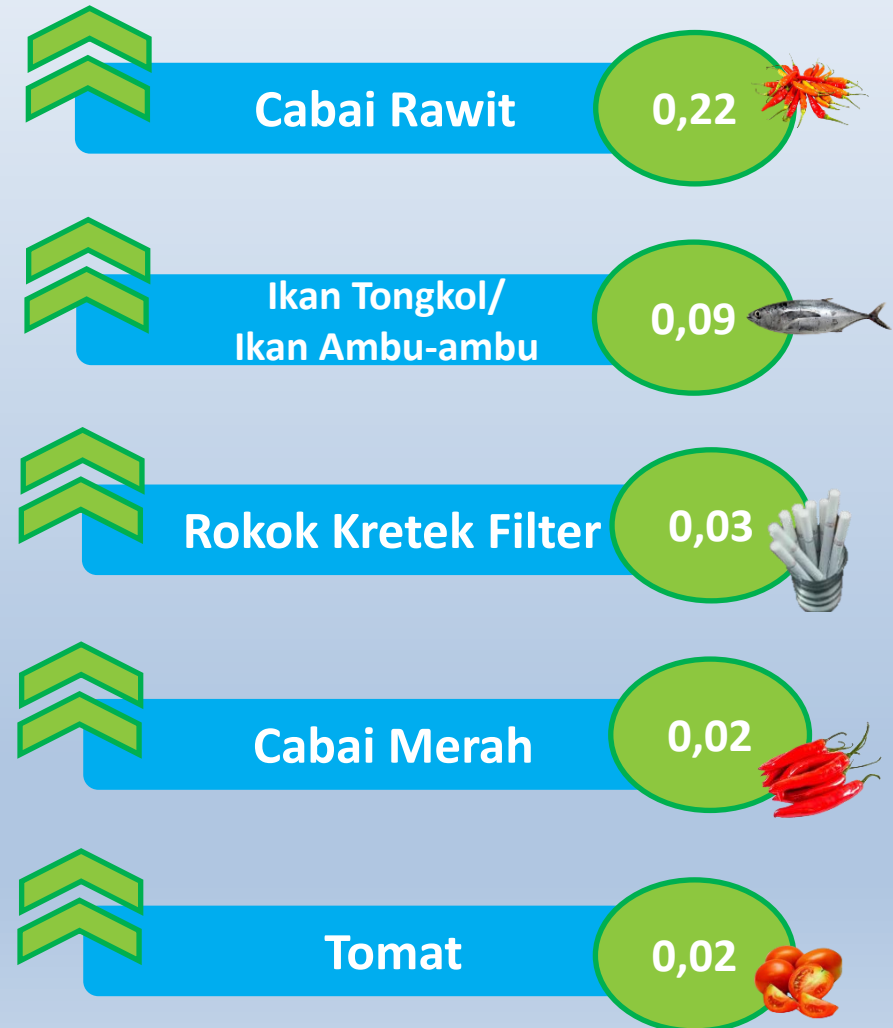 Cabai Rawit
0,22
Ikan Tongkol/
Ikan Ambu-ambu
0,09
Rokok Kretek Filter
0,03
Cabai Merah
0,02
Tomat
0,02